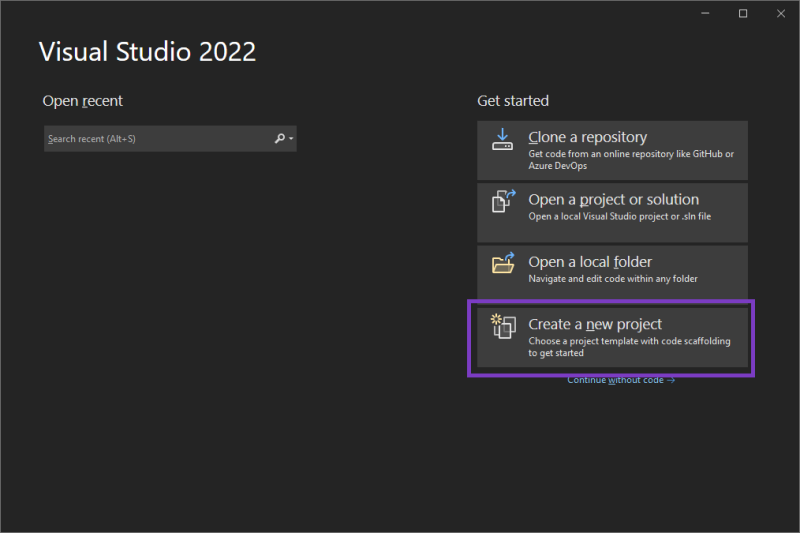 Visual Studio 2022
Open recent
Search recent (Alt+S)
Get started
Clone a repository
Get code from an online repository like GitHub or
Azure DevOps
Open a project or solution
Open a local Visual Studio project or .sln file
Open a local folder
Navigate and edit code within any folder
Create a new project
Choose a project template with code scaffolding
to get started
Continue without code →